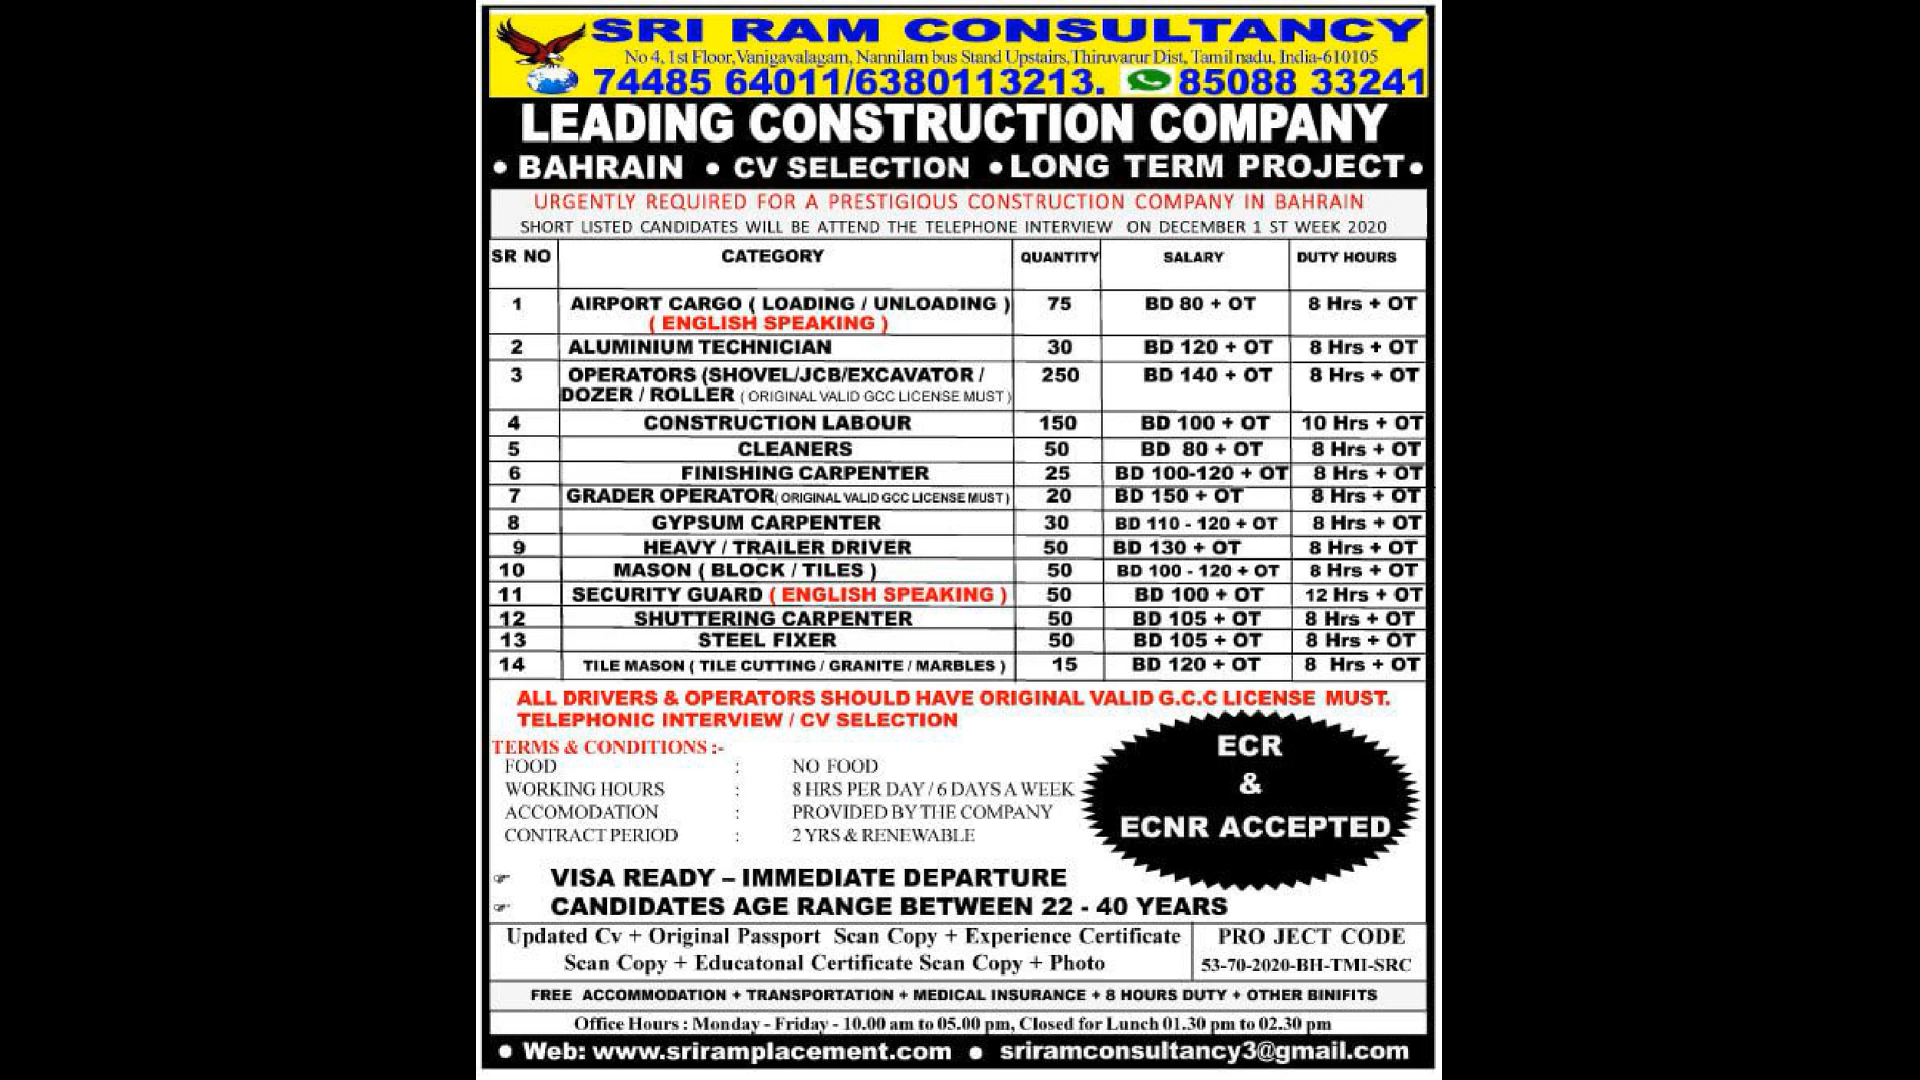 SRI RAM CONSULTANCY
No 4, 1st Floor, Vanigavalagam, Nannilam bus Stand Upstairs, Thiruvarur Dist, Tamil nadu, India-610105
74485 64011/6380113213. 85088 33241
LEADING CONSTRUCTION COMPANY
• BAHRAIN • CV SELECTION • LONG TERM PROJECT •
URGENTLY REQUIRED FOR A PRESTIGIOUS CONSTRUCTION COMPANY IN BAHRAIN
SHORT LISTED CANDIDATES WILL BE ATTEND THE TELEPHONE INTERVIEW ON DECEMBER 1 ST WEEK 2020
SR NO CATEGORY QUANTITY SALARY DUTY HOURS
1 AIRPORT CARGO ( LOADING / UNLOADING ) 75 BD 80 + OT 8 Hrs + OT
( ENGLISH SPEAKING )
2 ALUMINIUM TECHNICIAN 30 BD 120 + OT 8 Hrs + OT
3 OPERATORS (SHOVEL/JCB/EXCAVATOR / 250 BD 140 + OT 8 Hrs + OT
DOZER / ROLLER ( ORIGINAL VALID GCC LICENSE MUST )
4 CONSTRUCTION LABOUR 150 BD 100 + OT 10 Hrs + OT
5 CLEANERS 50 BD 80 + OT 8 Hrs + OT
6 FINISHING CARPENTER 25 BD 100-120 + OT 8 Hrs + OT
7 GRADER OPERATOR( ORIGINAL VALID GCC LICENSE MUST ) 20 BD 150 + OT 8 Hrs + OT
8 GYPSUM CARPENTER 30 BD 110 - 120 + OT 8 Hrs + OT
9 HEAVY / TRAILER DRIVER 50 BD 130 + OT 8 Hrs + OT
10 MASON ( BLOCK / TILES ) 50 BD 100 - 120 + OT 8 Hrs + OT
11 SECURITY GUARD ( ENGLISH SPEAKING ) 50 BD 100 + OT 12 Hrs + OT
12 SHUTTERING CARPENTER 50 BD 105 + OT 8 Hrs + OT
13 STEEL FIXER 50 BD 105 + OT 8 Hrs + OT
14 TILE MASON ( TILE CUTTING / GRANITE / MARBLES ) 15 BD 120 + OT 8 Hrs + OT
ALL DRIVERS & OPERATORS SHOULD HAVE ORIGINAL VALID G.C.C LICENSE MUST.
TELEPHONIC INTERVIEW / CV SELECTION
TERMS & CONDITIONS :-
FOOD : NO FOOD
WORKING HOURS : 8 HRS PER DAY / 6 DAYS A WEEK
ACCOMODATION : PROVIDED BY THE COMPANY
CONTRACT PERIOD : 2 YRS & RENEWABLE
ECR
&
ECNR ACCEPTED
VISA READY – IMMEDIATE DEPARTURE
CANDIDATES AGE RANGE BETWEEN 22 - 40 YEARS
Updated Cv + Original Passport Scan Copy + Experience Certificate
Scan Copy + Educatonal Certificate Scan Copy + Photo
PRO JECT CODE
53-70-2020-BH-TMI-SRC
FREE ACCOMMODATION + TRANSPORTATION + MEDICAL INSURANCE + 8 HOURS DUTY + OTHER BINIFITS
Office Hours : Monday - Friday - 10.00 am to 05.00 pm, Closed for Lunch 01.30 pm to 02.30 pm
• Web: www.sriramplacement.com • sriramconsultancy3@gmail.com